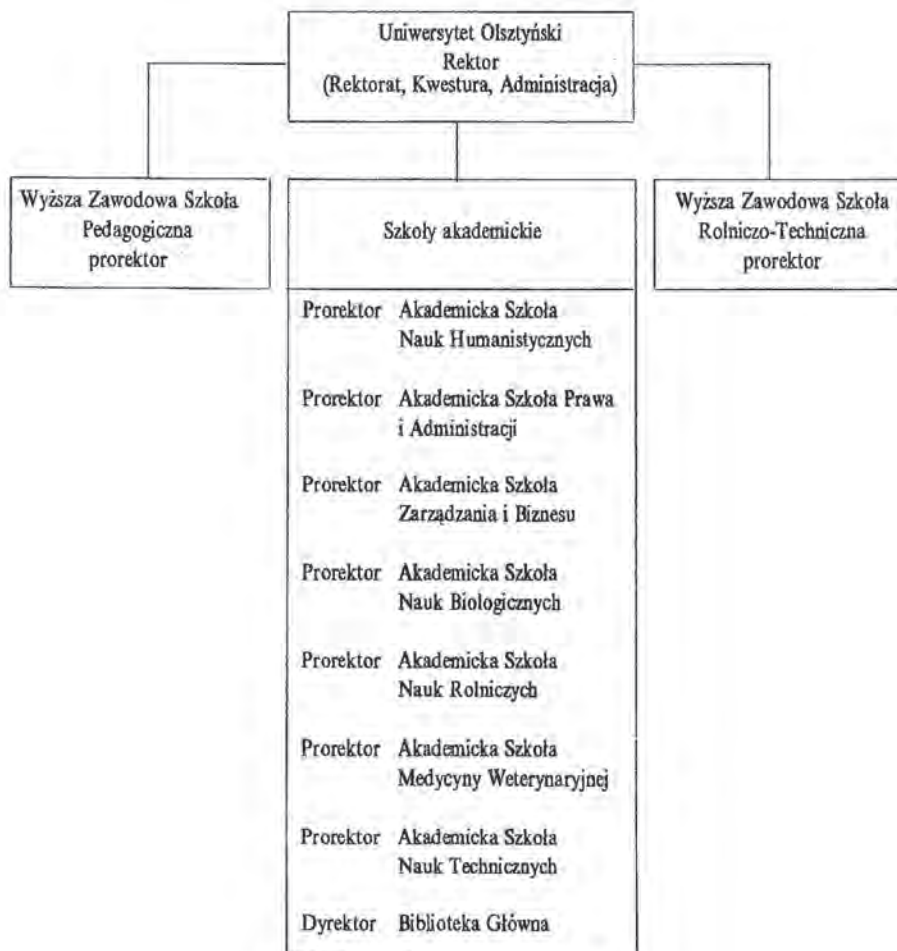 Uniwersytet Olsztyński
Rektor
(Rektorat, Kwestura, Administracja)
Wyższa Zawodowa Szkoła
Pedagogiczna
prorektor
Szkoły akademickie
Wyższa Zawodowa Szkoła
Rolniczo-Techniczna
prorektor
Prorektor Akademicka Szkoła
Nauk Humanistycznych
Prorektor Akademicka Szkoła Prawa
i Administracji
Prorektor Akademicka Szkoła
Zarządzania i Biznesu
Prorektor Akademicka Szkoła
Nauk Biologicznych
Prorektor Akademicka Szkoła
Nauk Rolniczych
Prorektor Akademicka Szkoła
Medycyny Weterynaryjnej
Prorektor Akademicka Szkoła
Nauk Technicznych
Dyrektor Biblioteka Główna